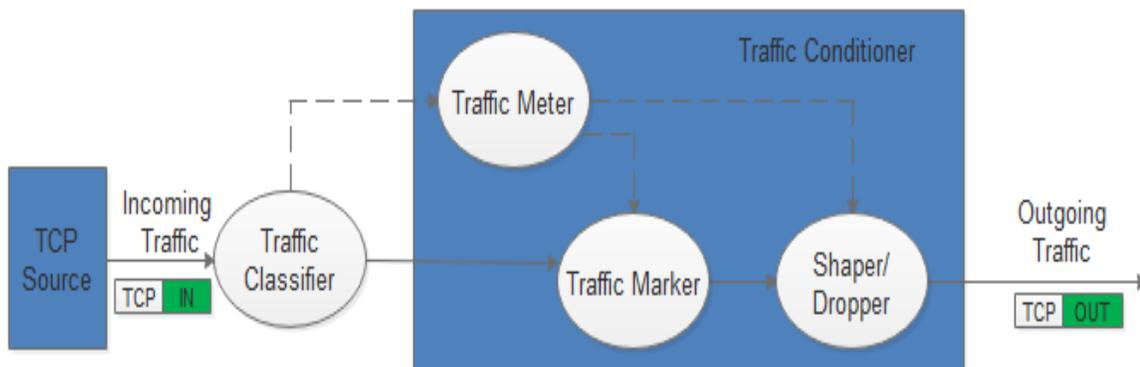 Traffic Conditioner
Traffic Meter
TCP
Source
Incoming
Traffic
TCP IN
Traffic
Classifier
Traffic Marker
Shaper/
Dropper
Outgoing
Traffic
TCP OUT